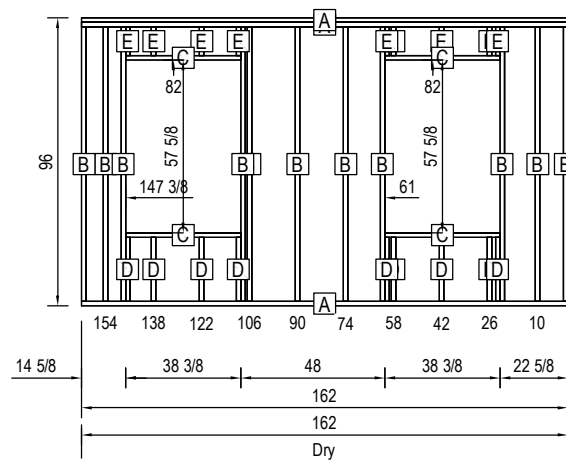 A
E E E E E E E
C C
82 82
57 5/8 57 5/8
96
B B B B B B B B B B
147 3/8 61
C C
D D D D D D D
A
154 138 122 106 90 74 58 42 26 10
14 5/8 38 3/8 48 38 3/8 22 5/8
162
162
Dry